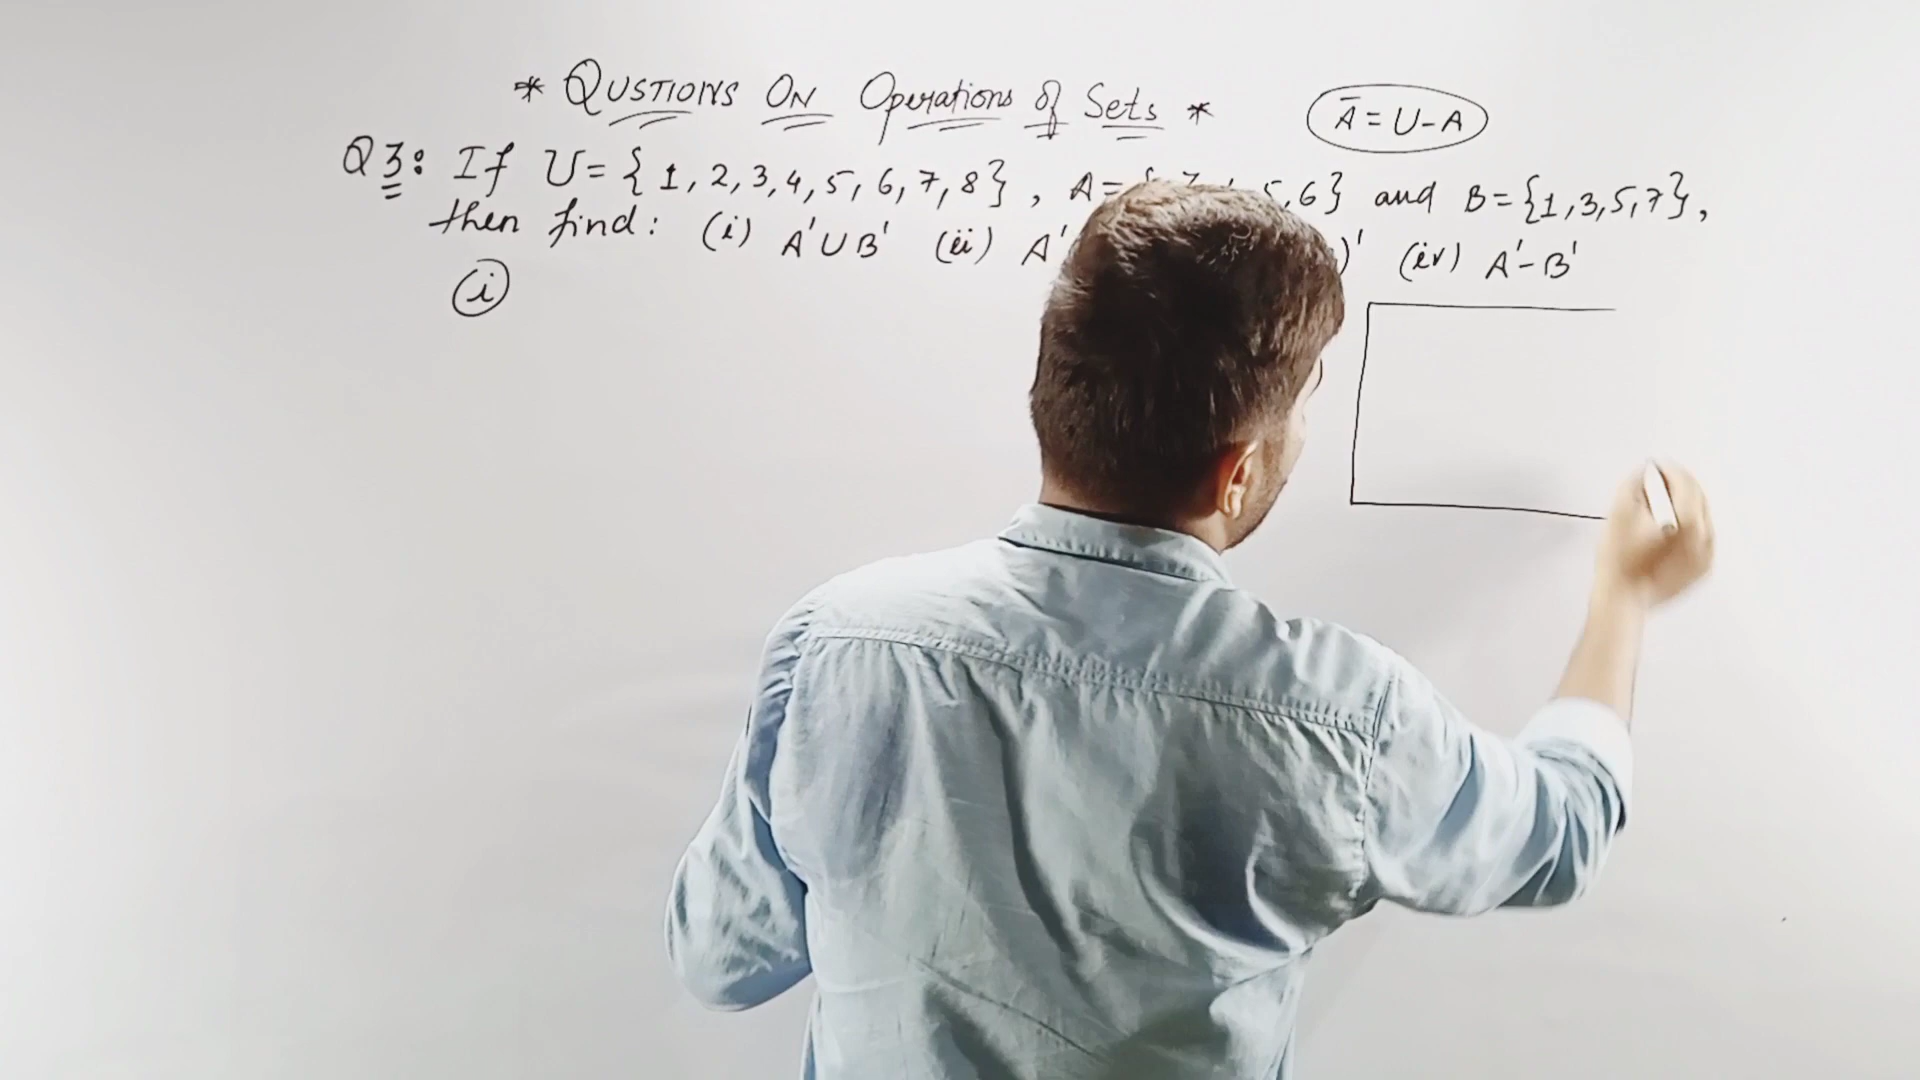 * QUSTIONS ON Operations of Sets *
Ā = U - A
Q3: If U = {1, 2, 3, 4, 5, 6, 7, 8}, A = { 5, 6} and B = {1, 3, 5, 7},
then find: (i) A' ∪ B' (ii) A' )' (iv) A' - B'
(i)